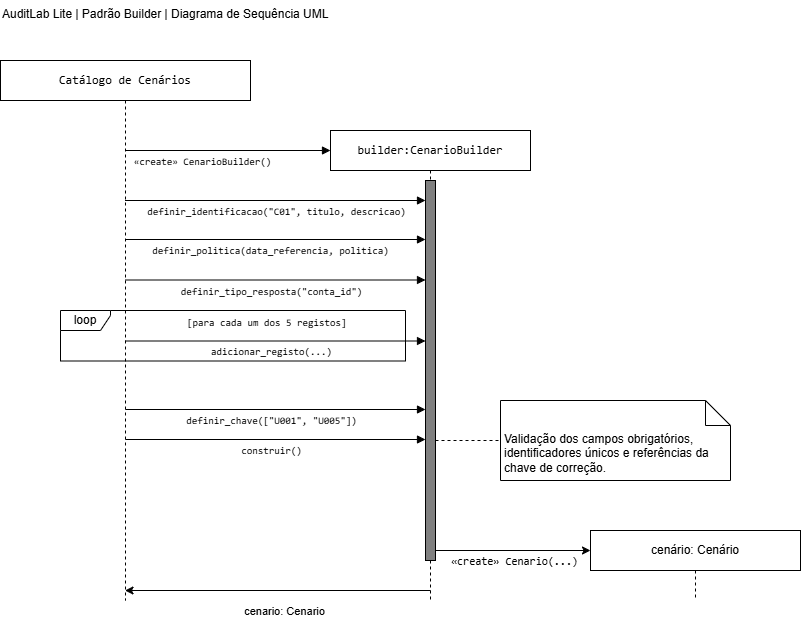 AuditLab Lite | Padrão Builder | Diagrama de Sequência UML
Catálogo de Cenários
builder:CenarioBuilder
«create» CenarioBuilder()
definir_identificacao("C01", titulo, descricao)
definir_politica(data_referencia, politica)
definir_tipo_resposta("conta_id")
loop
[para cada um dos 5 registos]
adicionar_registo(...)
definir_chave(["U001", "U005"])
construir()
Validação dos campos obrigatórios,
identificadores únicos e referências da
chave de correção.
cenário: Cenário
«create» Cenario(...)
cenario: Cenario